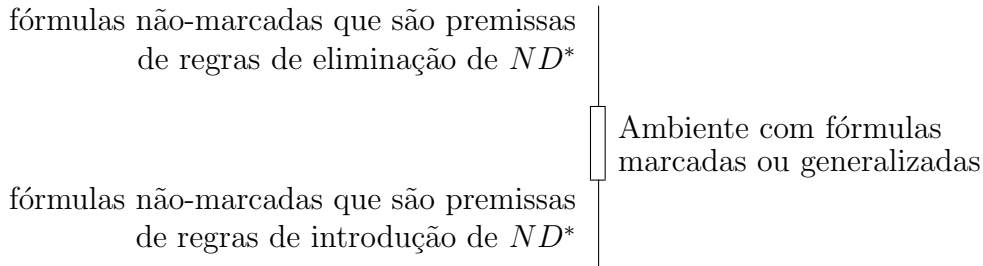 fórmulas não-marcadas que são premissas
de regras de eliminação de ND*
Ambiente com fórmulas
marcadas ou generalizadas
fórmulas não-marcadas que são premissas
de regras de introdução de ND*